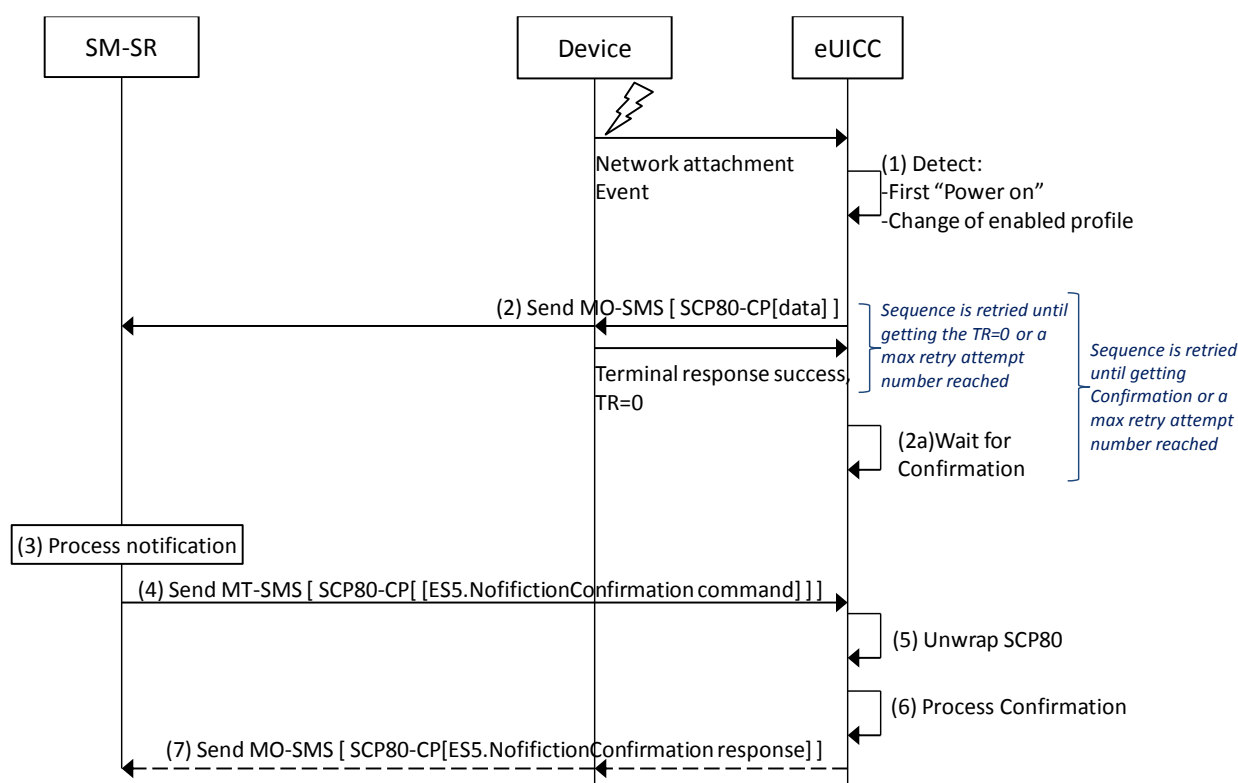 SM-SR
Device
eUICC
Network attachment
Event
(1) Detect:
-First “Power on”
-Change of enabled profile
(2) Send MO-SMS [ SCP80-CP[data] ]
Sequence is retried until
getting the TR=0 or a
max retry attempt
number reached
Sequence is retried
until getting
Confirmation or a
max retry attempt
number reached
Terminal response success,
TR=0
(2a)Wait for
Confirmation
(3) Process notification
(4) Send MT-SMS [ SCP80-CP[ [ES5.NofifictionConfirmation command] ] ]
(5) Unwrap SCP80
(6) Process Confirmation
(7) Send MO-SMS [ SCP80-CP[ES5.NofifictionConfirmation response] ]